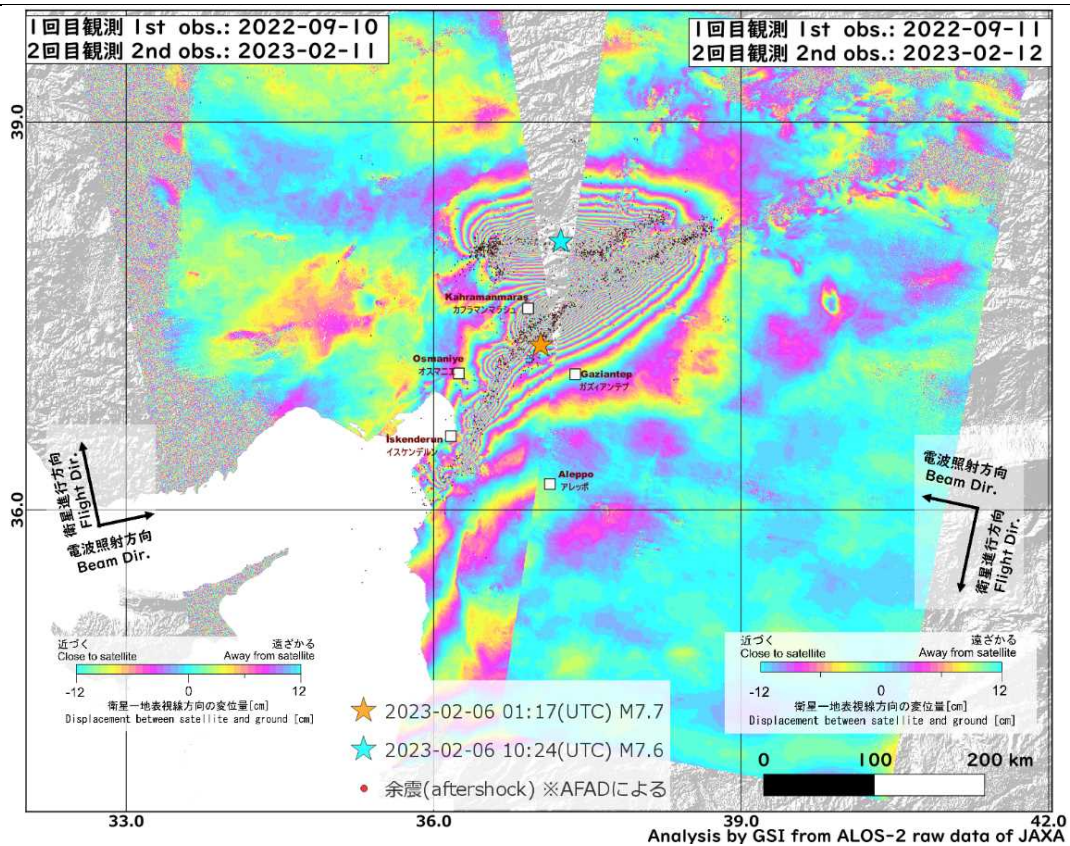 1回目観測 1st obs.: 2022-09-10
2回目観測 2nd obs.: 2023-02-11
1回目観測 1st obs.: 2022-09-11
2回目観測 2nd obs.: 2023-02-12
39.0
36.0
Kahramanmaraş
カフラマンマラシュ
Osmaniye
オスマニエ
Gaziantep
ガズィアンテプ
İskenderun
イスケンデルン
Aleppo
アレッポ
衛星進行方向
Flight Dir.
電波照射方向
Beam Dir.
電波照射方向
Beam Dir.
衛星進行方向
Flight Dir.
近づく 遠ざかる
Close to satellite Away from satellite
-12 0 12
衛星一地表視線方向の変位量[cm]
Displacement between satellite and ground [cm]
近づく 遠ざかる
Close to satellite Away from satellite
-12 0 12
衛星一地表視線方向の変位量[cm]
Displacement between satellite and ground [cm]
2023-02-06 01:17(UTC) M7.7
2023-02-06 10:24(UTC) M7.6
余震(aftershock) ※AFADによる
0 100 200 km
33.0 36.0 39.0 42.0
Analysis by GSI from ALOS-2 raw data of JAXA